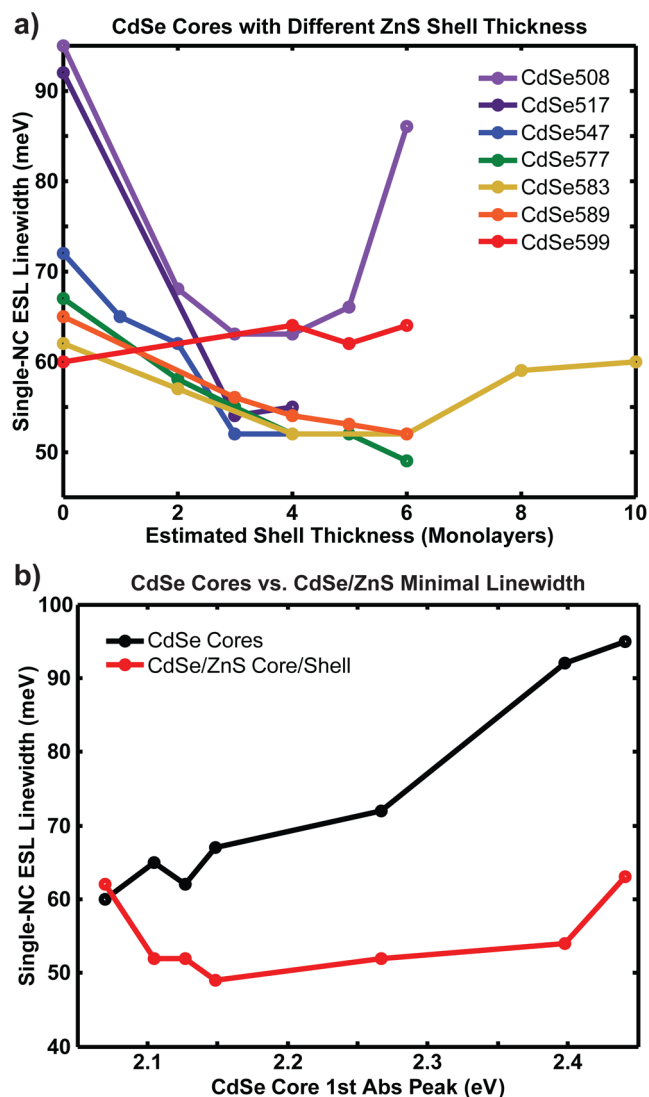 a)
CdSe Cores with Different ZnS Shell Thickness
Single-NC ESL Linewidth (meV)
90
80
70
60
50
CdSe508
CdSe517
CdSe547
CdSe577
CdSe583
CdSe589
CdSe599
0 2 4 6 8 10
Estimated Shell Thickness (Monolayers)
b)
CdSe Cores vs. CdSe/ZnS Minimal Linewidth
Single-NC ESL Linewidth (meV)
100
90
80
70
60
50
40
CdSe Cores
CdSe/ZnS Core/Shell
2.1 2.2 2.3 2.4
CdSe Core 1st Abs Peak (eV)